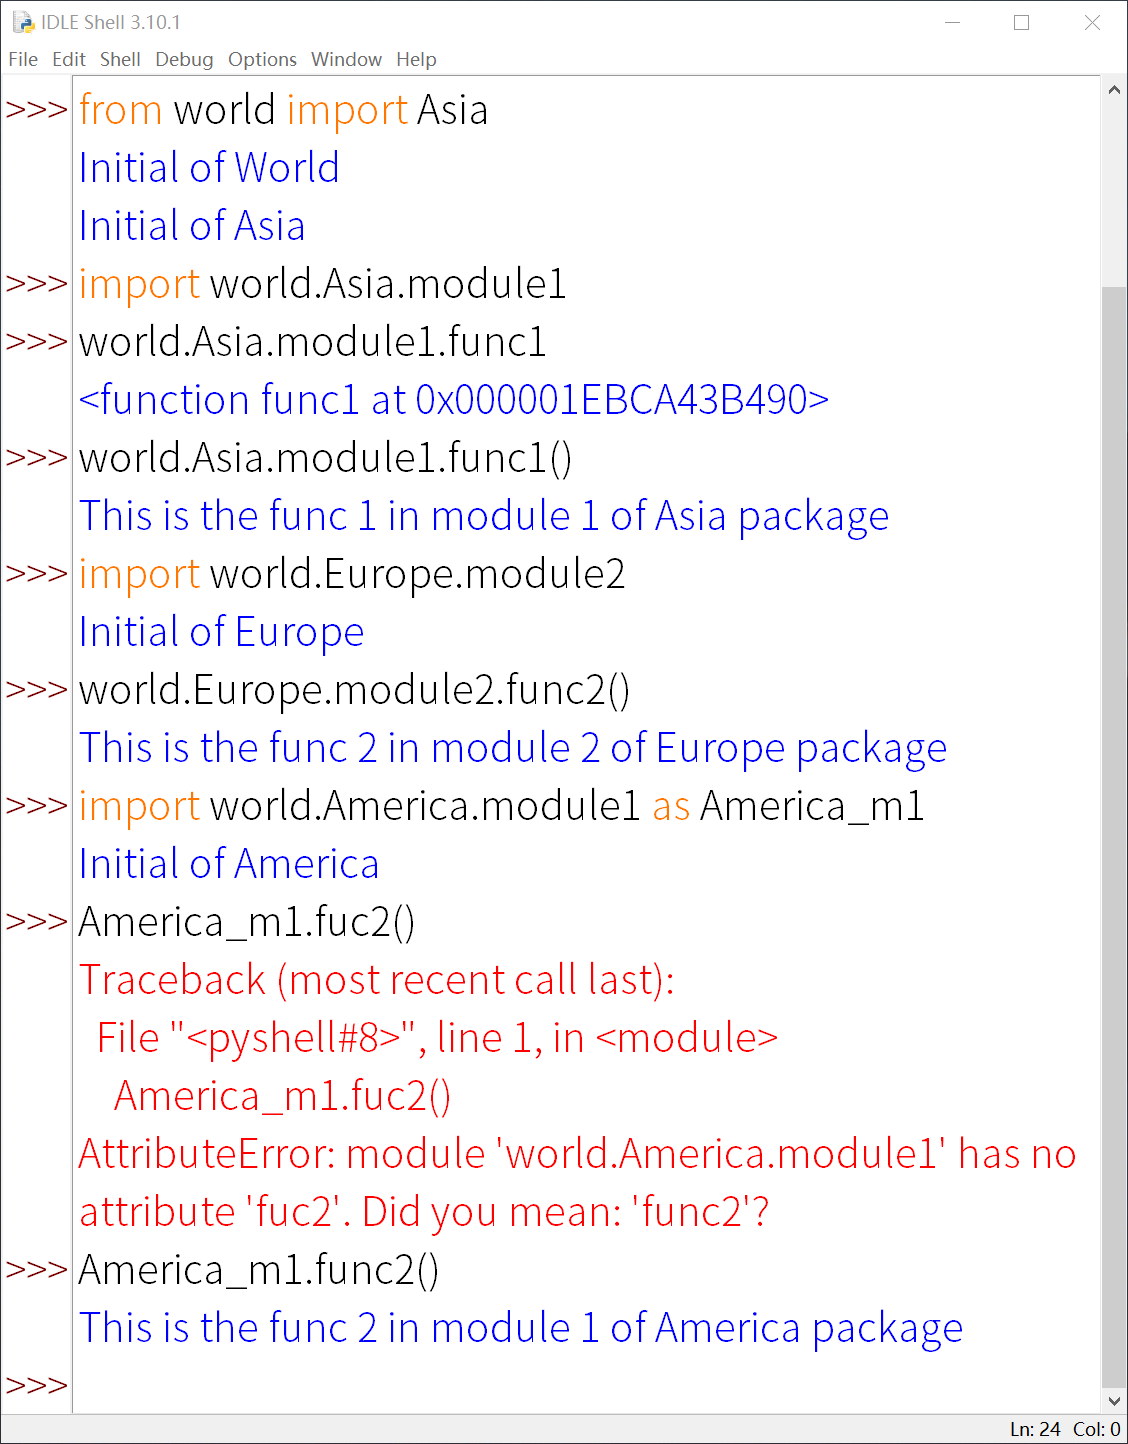 IDLE Shell 3.10.1
File Edit Shell Debug Options Window Help
>>> from world import Asia
Initial of World
Initial of Asia
>>> import world.Asia.module1
>>> world.Asia.module1.func1
<function func1 at 0x000001EBCA43B490>
>>> world.Asia.module1.func1()
This is the func 1 in module 1 of Asia package
>>> import world.Europe.module2
Initial of Europe
>>> world.Europe.module2.func2()
This is the func 2 in module 2 of Europe package
>>> import world.America.module1 as America_m1
Initial of America
>>> America_m1.fuc2()
Traceback (most recent call last):
  File "<pyshell#8>", line 1, in <module>
    America_m1.fuc2()
AttributeError: module 'world.America.module1' has no
attribute 'fuc2'. Did you mean: 'func2'?
>>> America_m1.func2()
This is the func 2 in module 1 of America package
>>>
Ln: 24 Col: 0